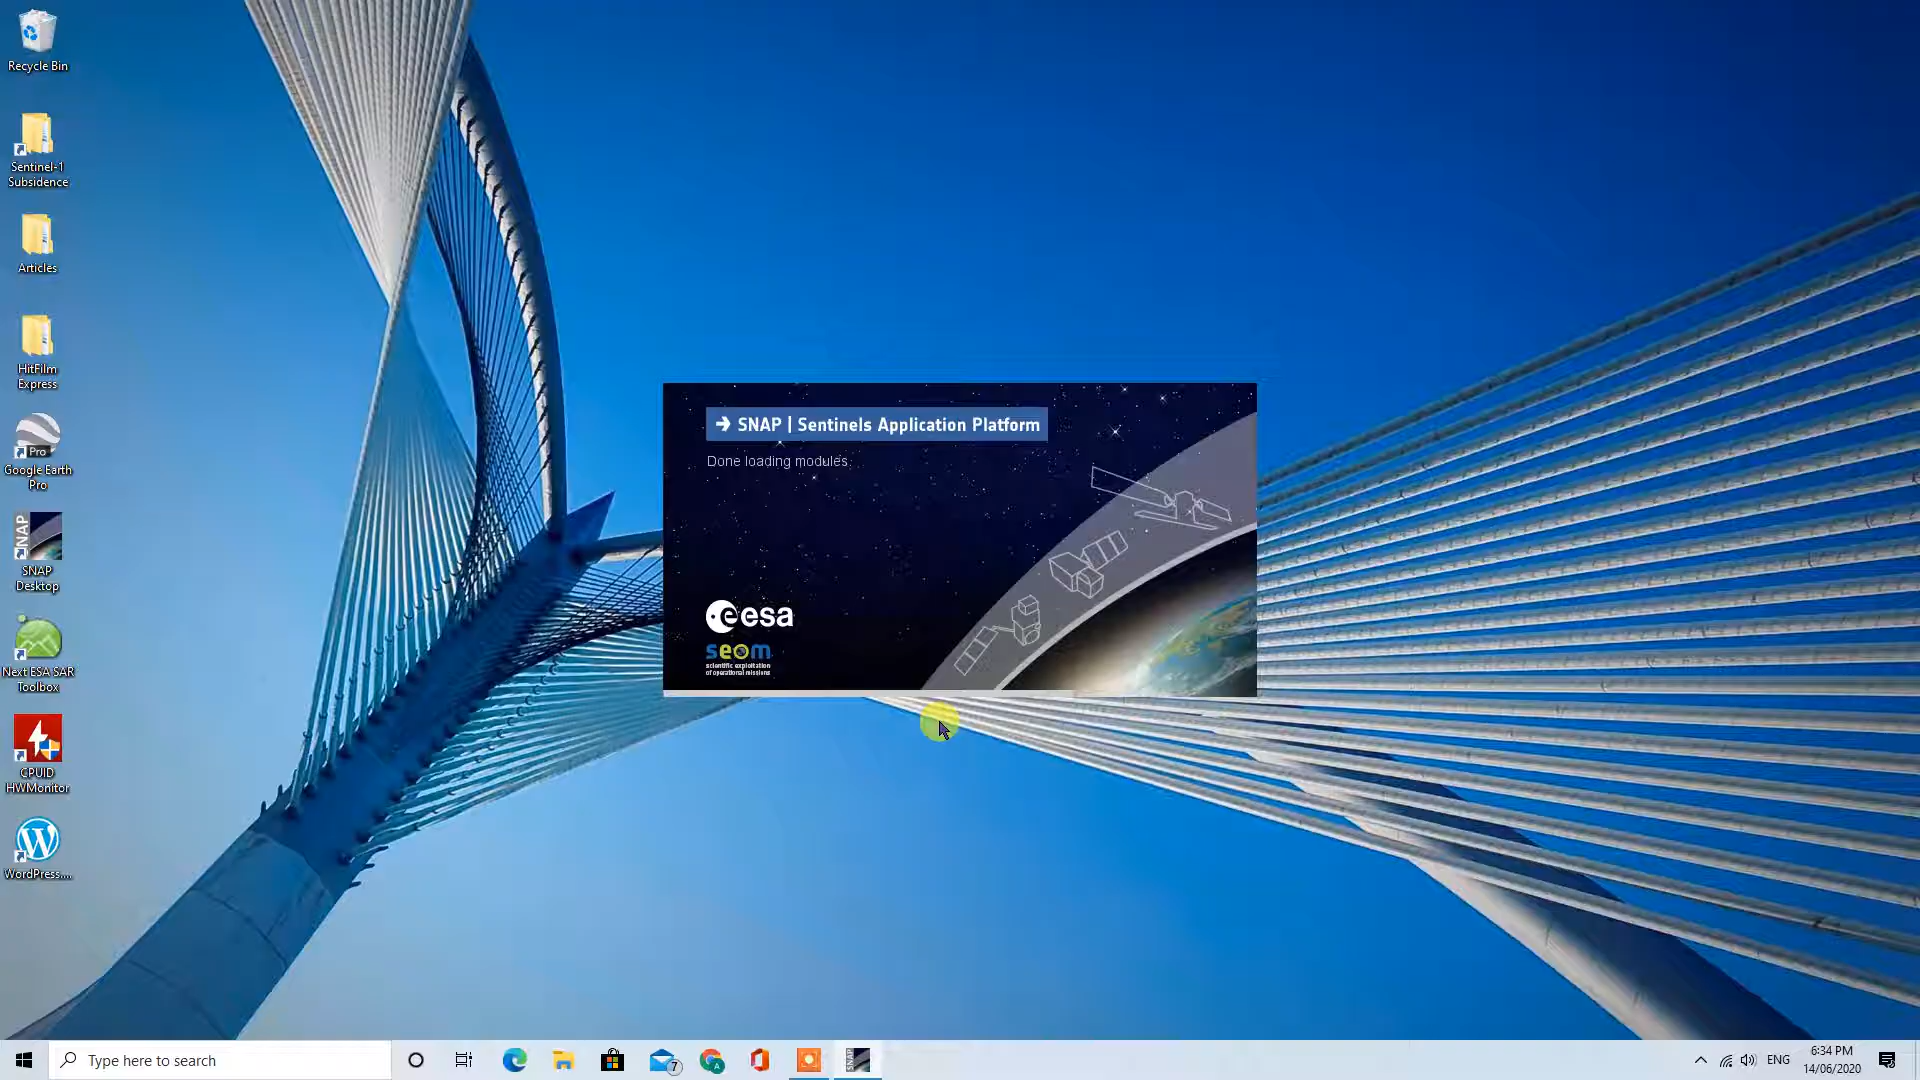 Recycle Bin
Sentinel-1
Subsidence
Articles
HitFilm
Express
Pro
Google Earth
Pro
SNAP
SNAP
Desktop
Next ESA SAR
Toolbox
CPUID
HWMonitor
WordPress....
SNAP | Sentinels Application Platform
Done loading modules
esa
seom
scientific exploitation
of operational missions
Type here to search
7
A
SNAP
ENG
6:34 PM
14/06/2020